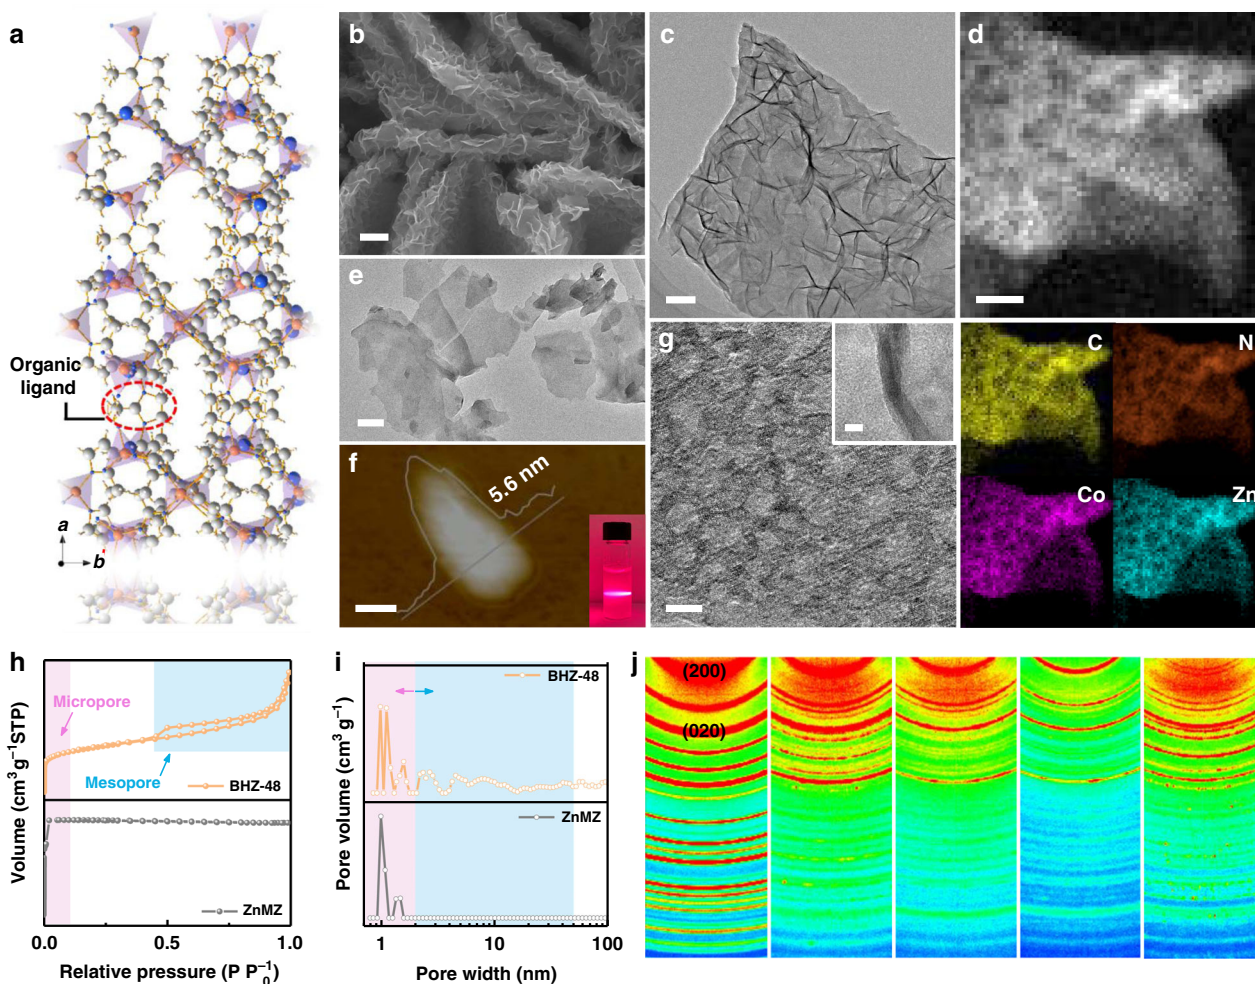 a
Organic
ligand
a
b
b
c
d
e
f
5.6 nm
g
C
N
Co
Zn
h
Micropore
Mesopore
BHZ-48
ZnMZ
Volume (cm³ g⁻¹STP)
0.0
0.5
1.0
Relative pressure (P P₀⁻¹)
i
BHZ-48
ZnMZ
Pore volume (cm³ g⁻¹)
1
10
100
Pore width (nm)
j
(200)
(020)